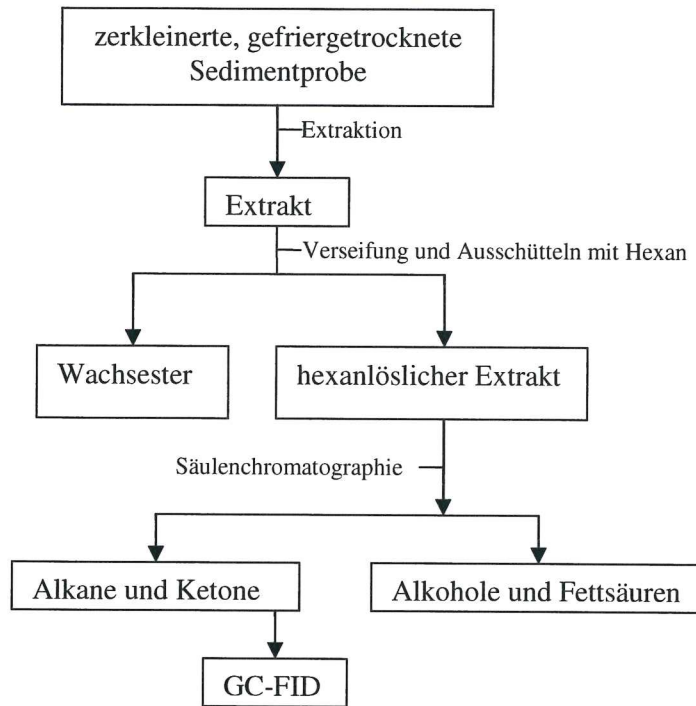 zerkleinerte, gefriergetrocknete
Sedimentprobe
Extraktion
Extrakt
Verseifung und Ausschütteln mit Hexan
Wachsester
hexanlöslicher Extrakt
Säulenchromatographie
Alkane und Ketone
Alkohole und Fettsäuren
GC-FID